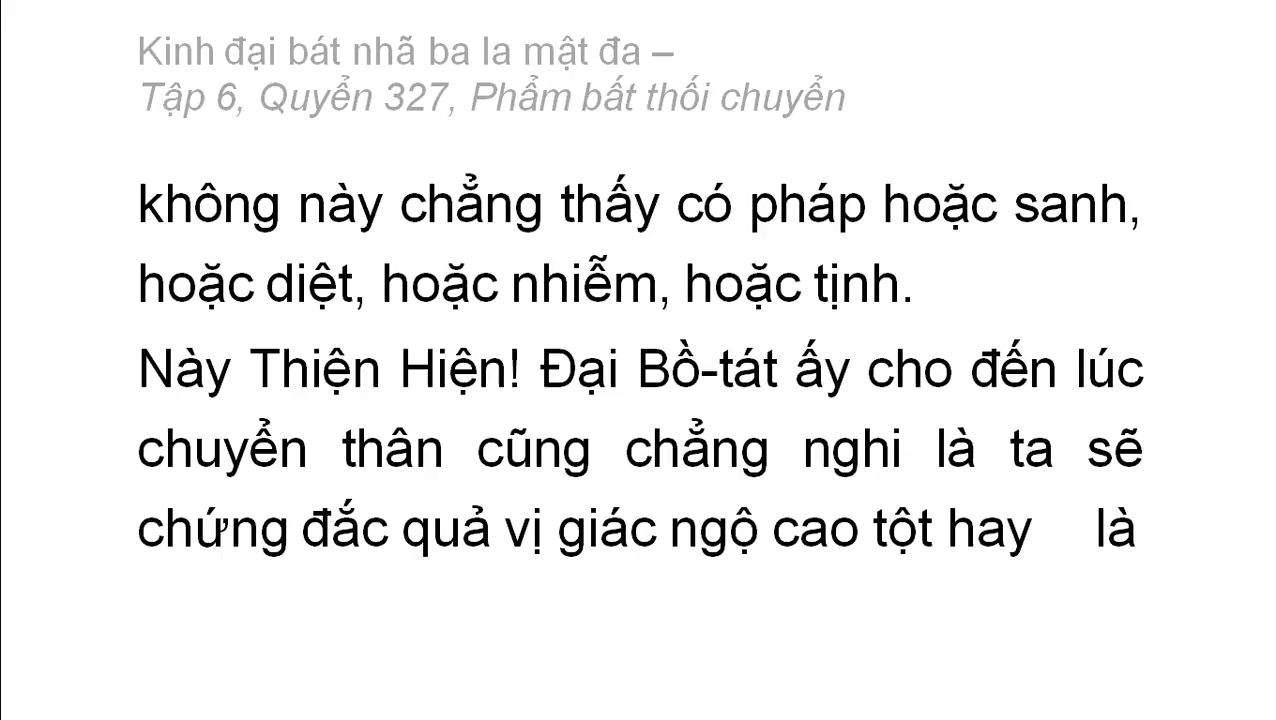 Kinh đại bát nhã ba la mật đa –
Tập 6, Quyển 327, Phẩm bất thối chuyển
không này chẳng thấy có pháp hoặc sanh,
hoặc diệt, hoặc nhiễm, hoặc tịnh.
Này Thiện Hiện! Đại Bồ-tát ấy cho đến lúc
chuyển thân cũng chẳng nghi là ta sẽ
chứng đắc quả vị giác ngộ cao tột hay là